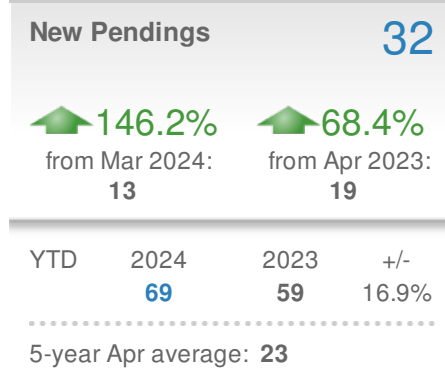 New Pendings 32
146.2% 68.4%
from Mar 2024: from Apr 2023:
13 19
YTD 2024 2023 +/-
69 59 16.9%
5-year Apr average: 23